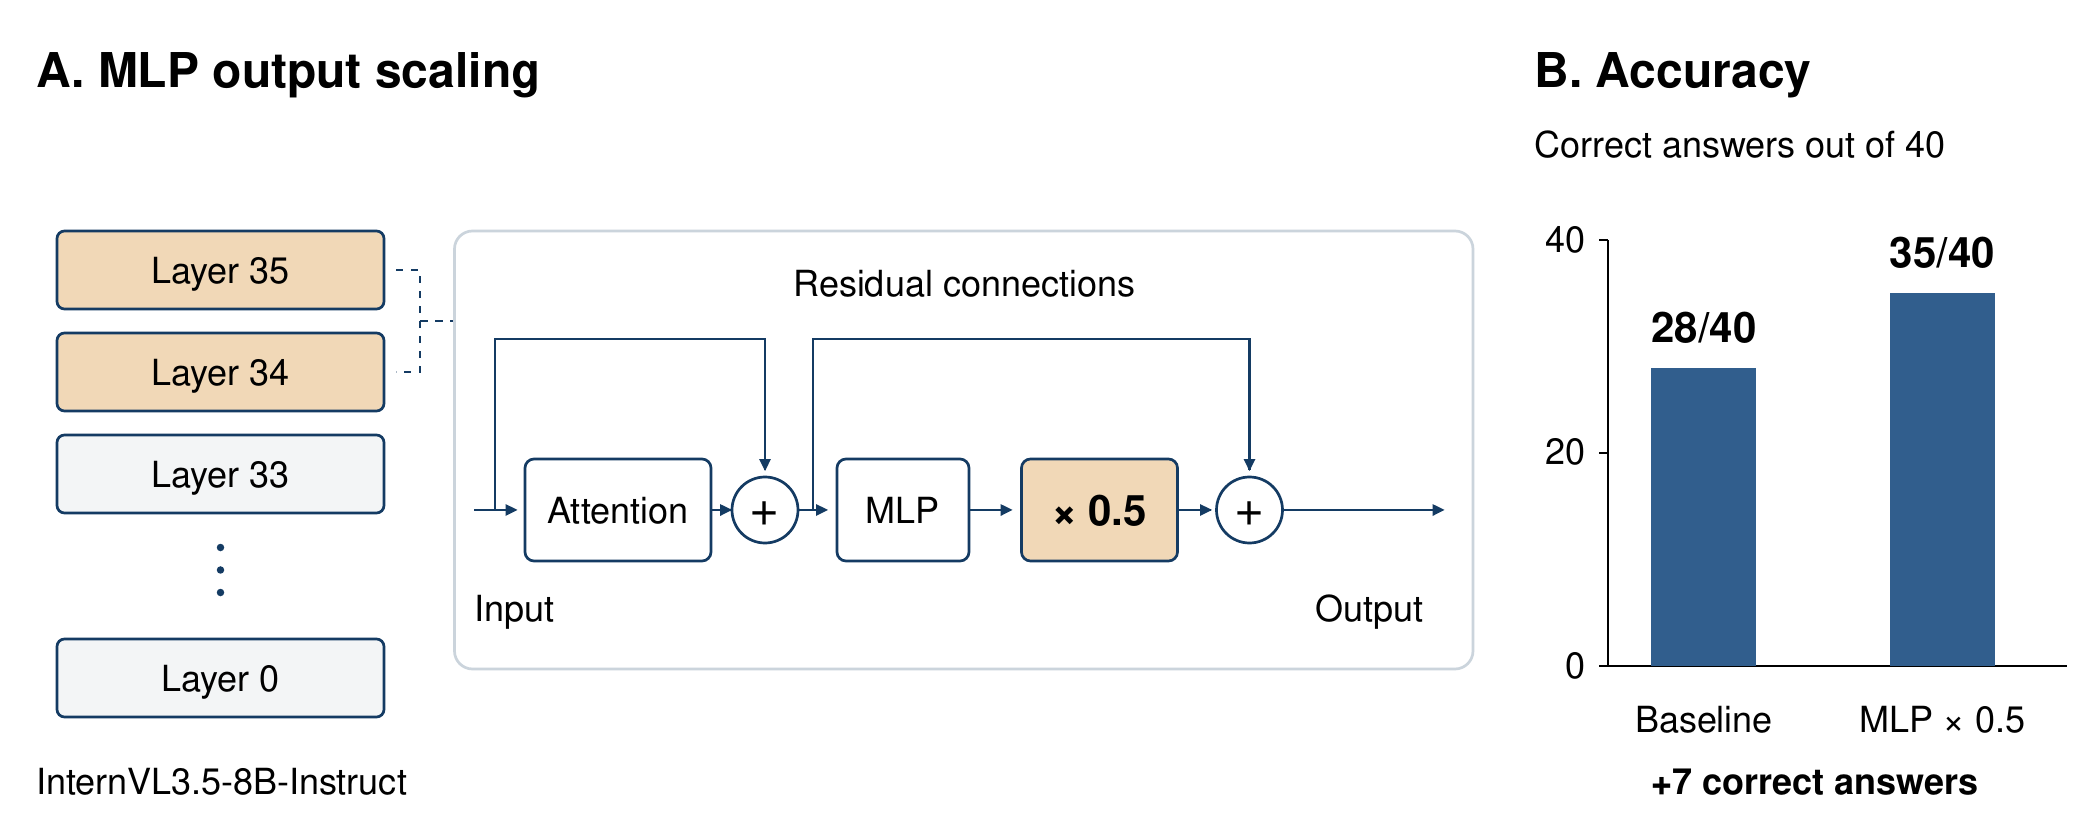 A. MLP output scaling
Layer 35
Layer 34
Layer 33
Layer 0
InternVL3.5-8B-Instruct
Residual connections
Attention
+
MLP
× 0.5
+
Input
Output
B. Accuracy
Correct answers out of 40
40
20
0
28/40
35/40
Baseline
MLP × 0.5
+7 correct answers